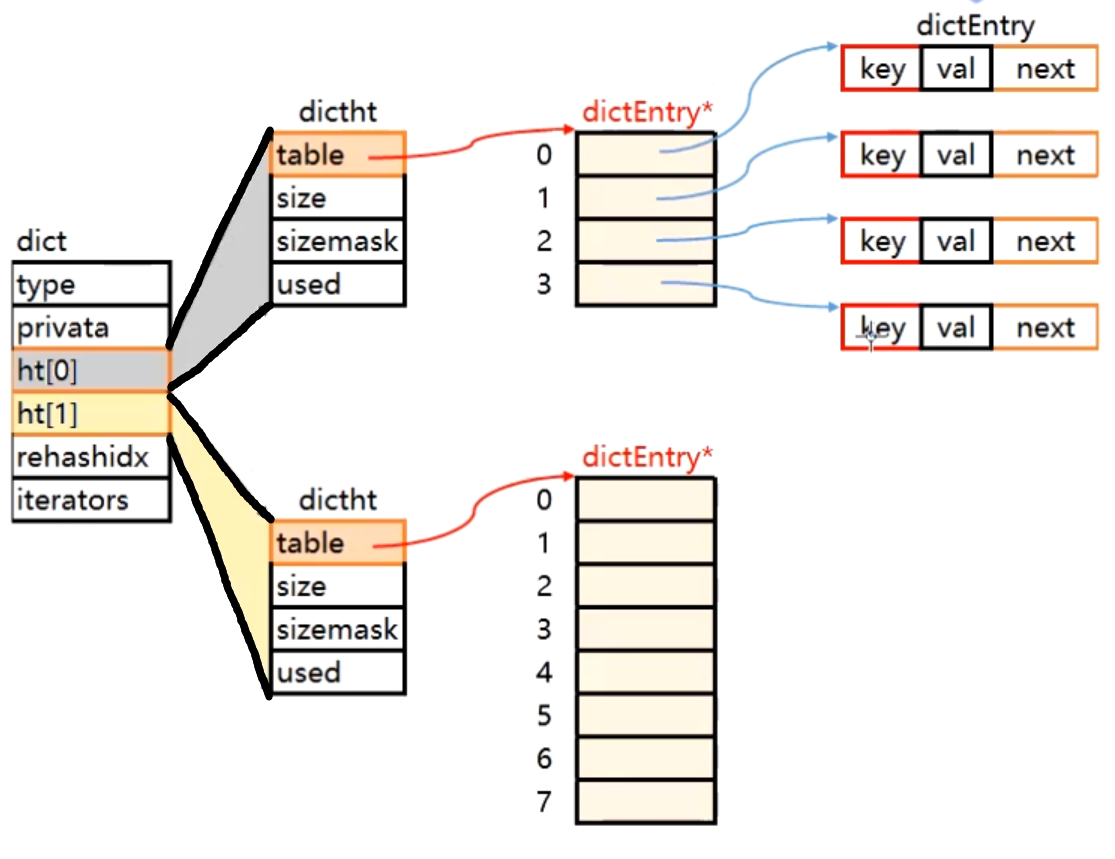 dictEntry
key val next
dictht
dictEntry*
table
0
key val next
size
1
dict
sizemask
2
key val next
type
used
3
privata
key val next
ht[0]
ht[1]
rehashidx
dictEntry*
iterators
dictht
0
table
1
size
2
sizemask
3
used
4
5
6
7